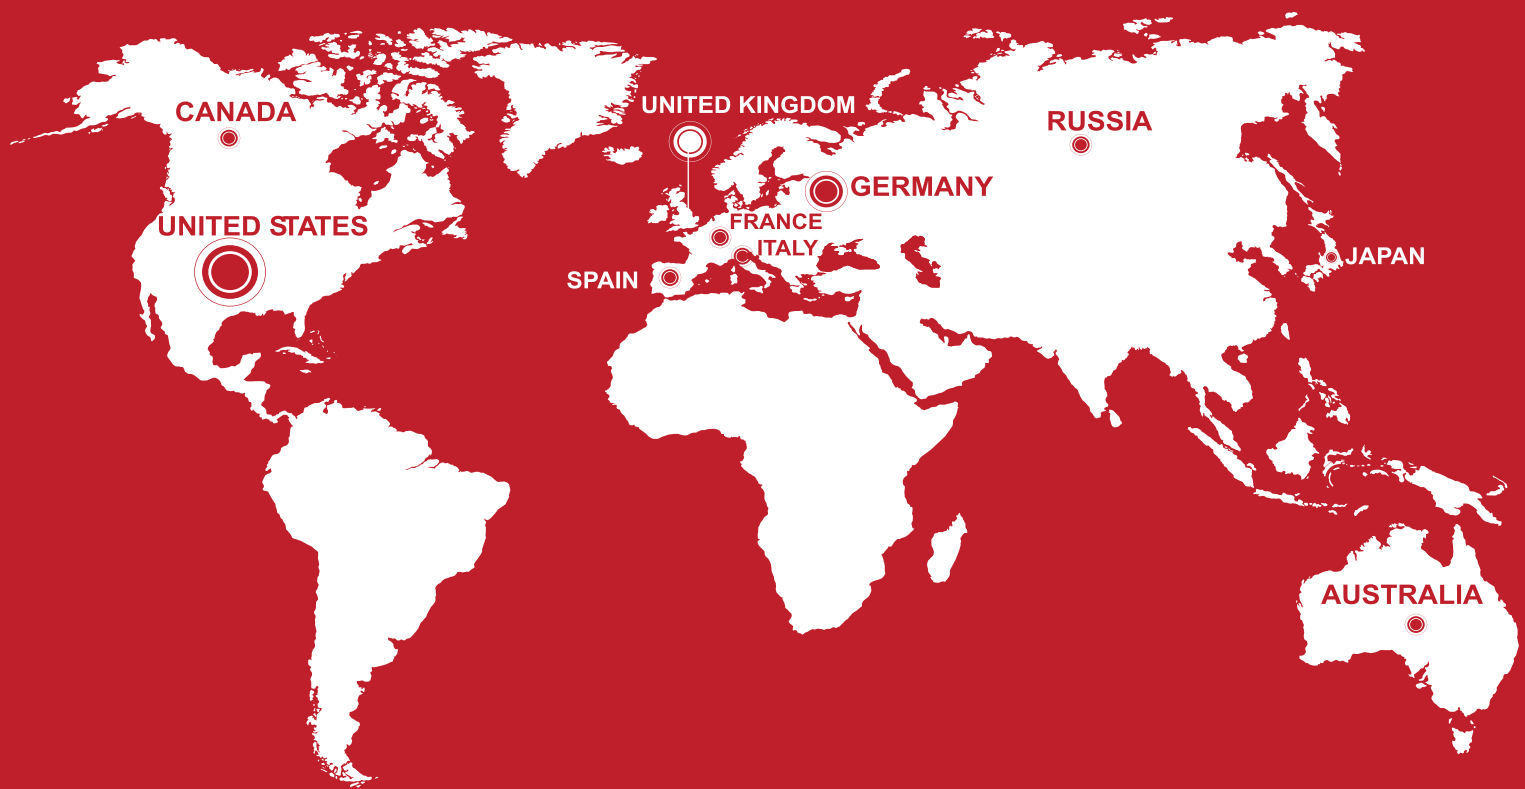 CANADA
UNITED KINGDOM
RUSSIA
GERMANY
UNITED STATES
FRANCE
ITALY
JAPAN
SPAIN
AUSTRALIA